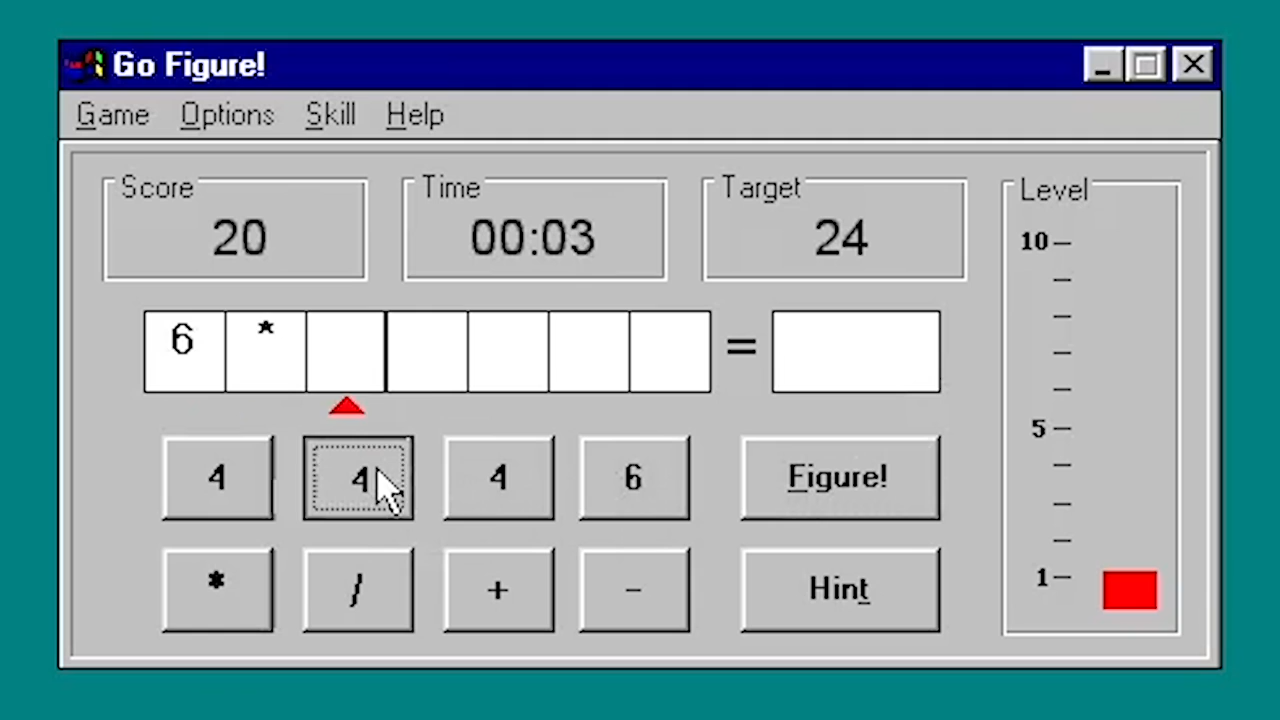 Go Figure!
Game Options Skill Help
Score Time Target Level
20 00:03 24
10
6 * =
5
4 4 4 6 Figure!
1
* / + - Hint